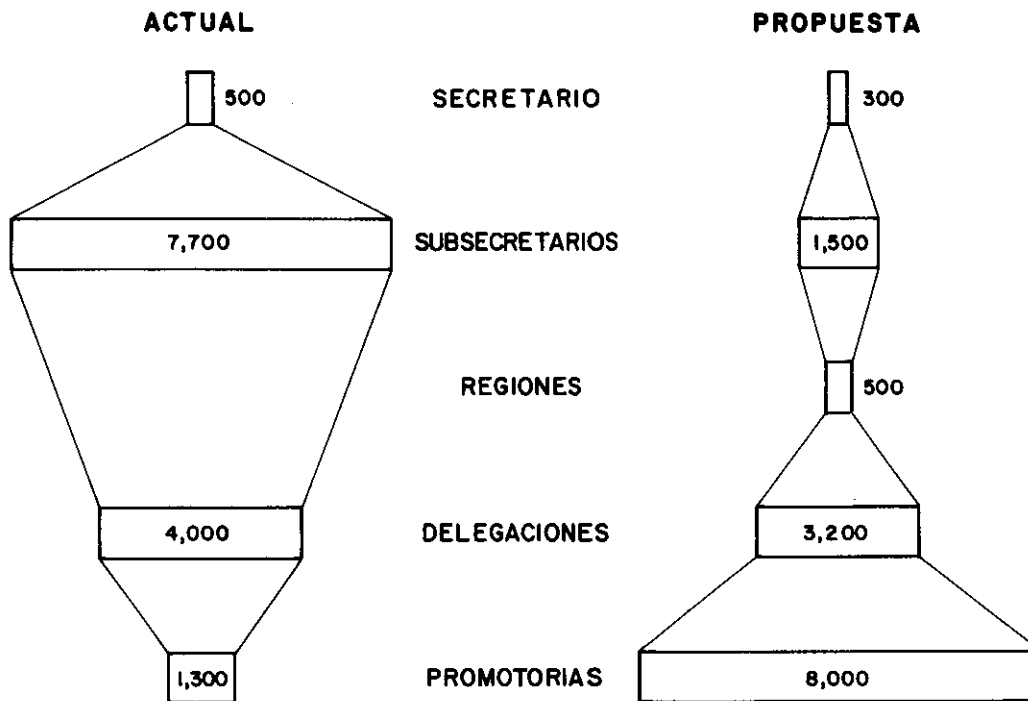 ACTUAL PROPUESTA
500 SECRETARIO 300
7,700 SUBSECRETARIOS 1,500
REGIONES 500
4,000 DELEGACIONES 3,200
1,300 PROMOTORIAS 8,000